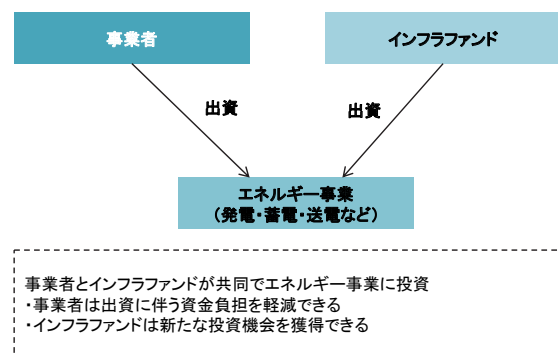 事業者
インフラファンド
出資
出資
エネルギー事業
(発電・蓄電・送電など)
事業者とインフラファンドが共同でエネルギー事業に投資
・事業者は出資に伴う資金負担を軽減できる
・インフラファンドは新たな投資機会を獲得できる